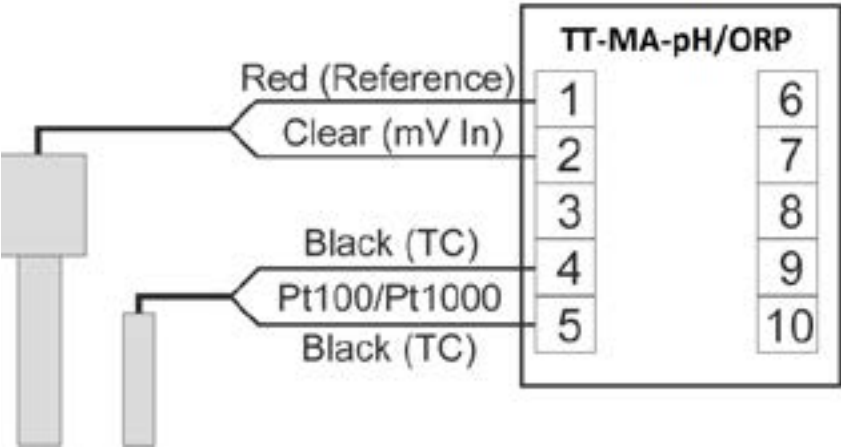 TT-MA-pH/ORP
Red (Reference)
1
6
Clear (mV In)
2
7
3
8
Black (TC)
4
9
Pt100/Pt1000
5
10
Black (TC)